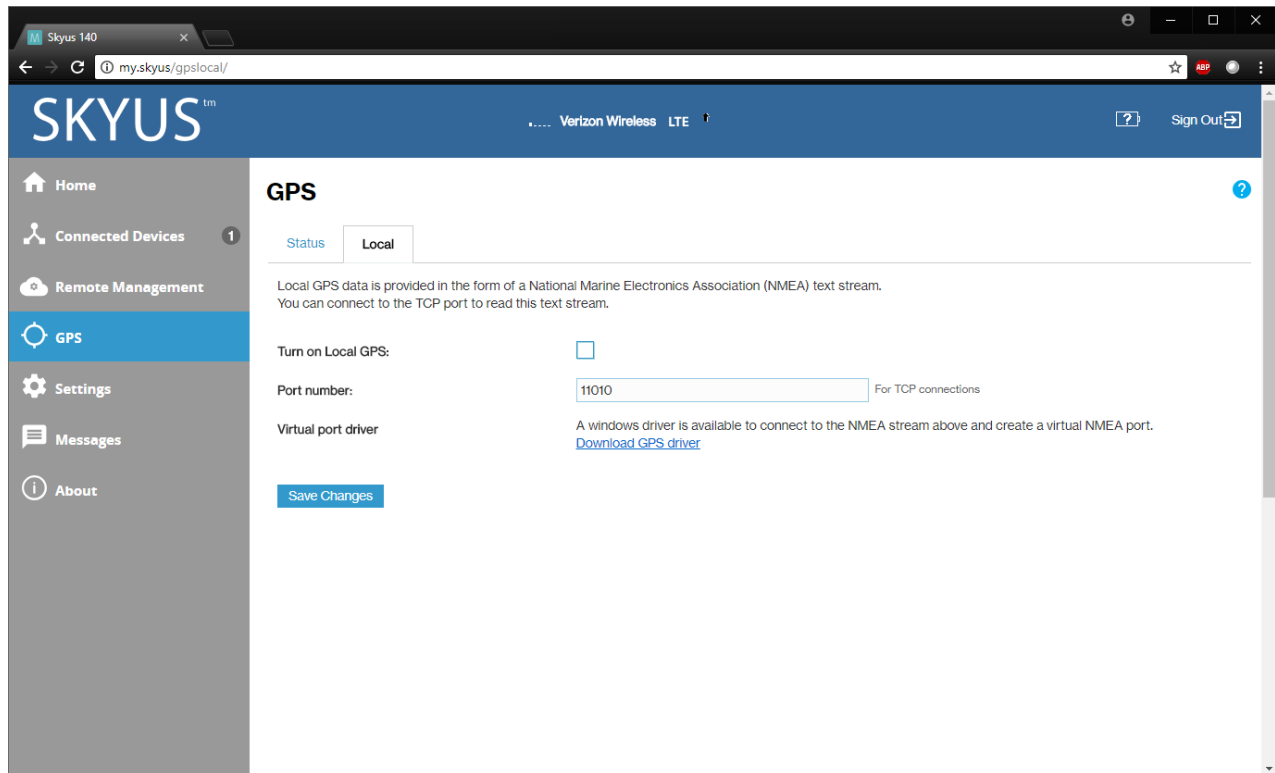 M Skyus 140
my.skyus/gpslocal/
ABP
SKYUS™
Verizon Wireless LTE
Sign Out
Home
Connected Devices 1
Remote Management
GPS
Settings
Messages
About
GPS
Status Local
Local GPS data is provided in the form of a National Marine Electronics Association (NMEA) text stream.
You can connect to the TCP port to read this text stream.
Turn on Local GPS:
Port number: 11010 For TCP connections
Virtual port driver A windows driver is available to connect to the NMEA stream above and create a virtual NMEA port.
Download GPS driver
Save Changes